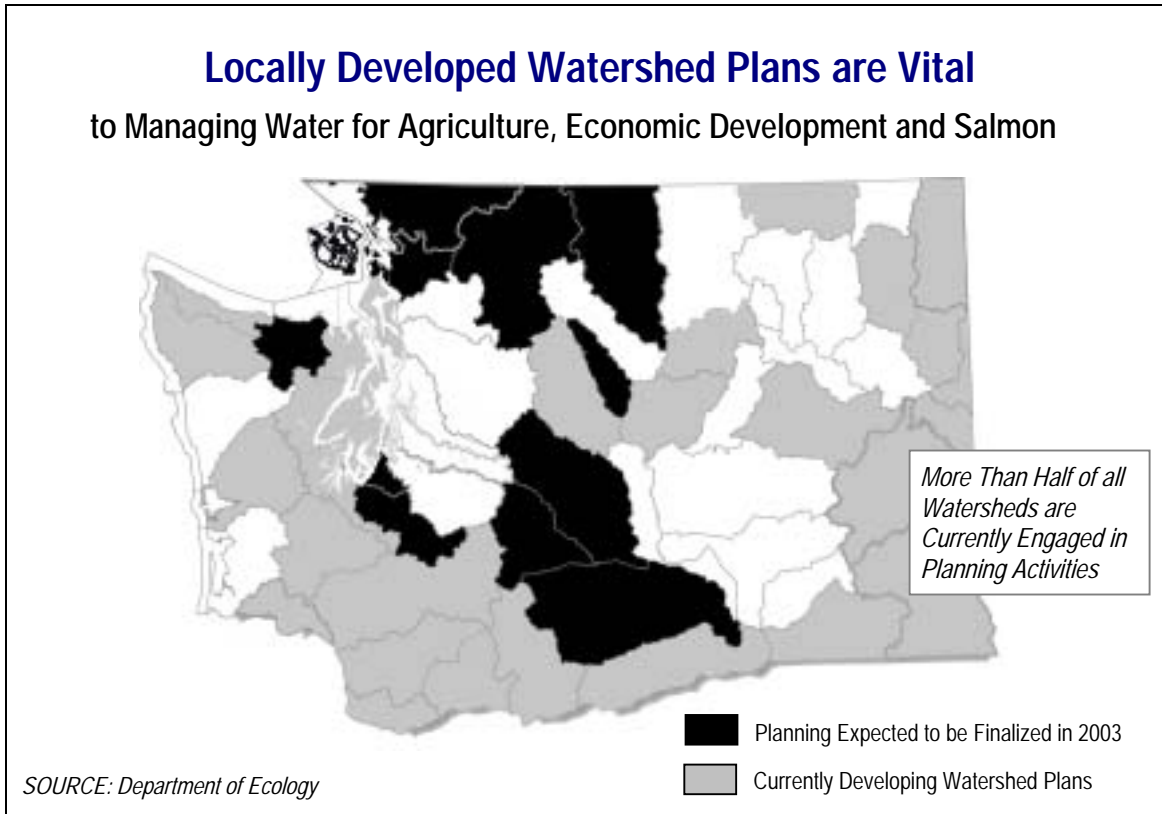 Locally Developed Watershed Plans are Vital
to Managing Water for Agriculture, Economic Development and Salmon
More Than Half of all
Watersheds are
Currently Engaged in
Planning Activities
Planning Expected to be Finalized in 2003
Currently Developing Watershed Plans
SOURCE: Department of Ecology